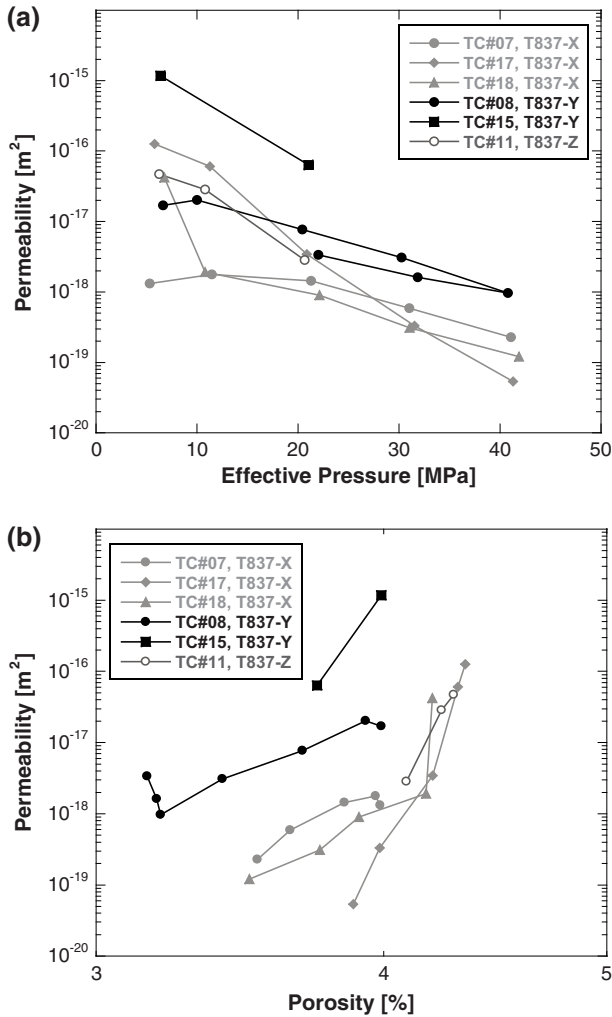 (a)
10⁻¹⁵
10⁻¹⁶
10⁻¹⁷
10⁻¹⁸
10⁻¹⁹
10⁻²⁰
Permeability [m²]
TC#07, T837-X
TC#17, T837-X
TC#18, T837-X
TC#08, T837-Y
TC#15, T837-Y
TC#11, T837-Z
0 10 20 30 40 50
Effective Pressure [MPa]
(b)
TC#07, T837-X
TC#17, T837-X
TC#18, T837-X
TC#08, T837-Y
TC#15, T837-Y
TC#11, T837-Z
10⁻¹⁵
10⁻¹⁶
10⁻¹⁷
10⁻¹⁸
10⁻¹⁹
10⁻²⁰
Permeability [m²]
3 4 5
Porosity [%]